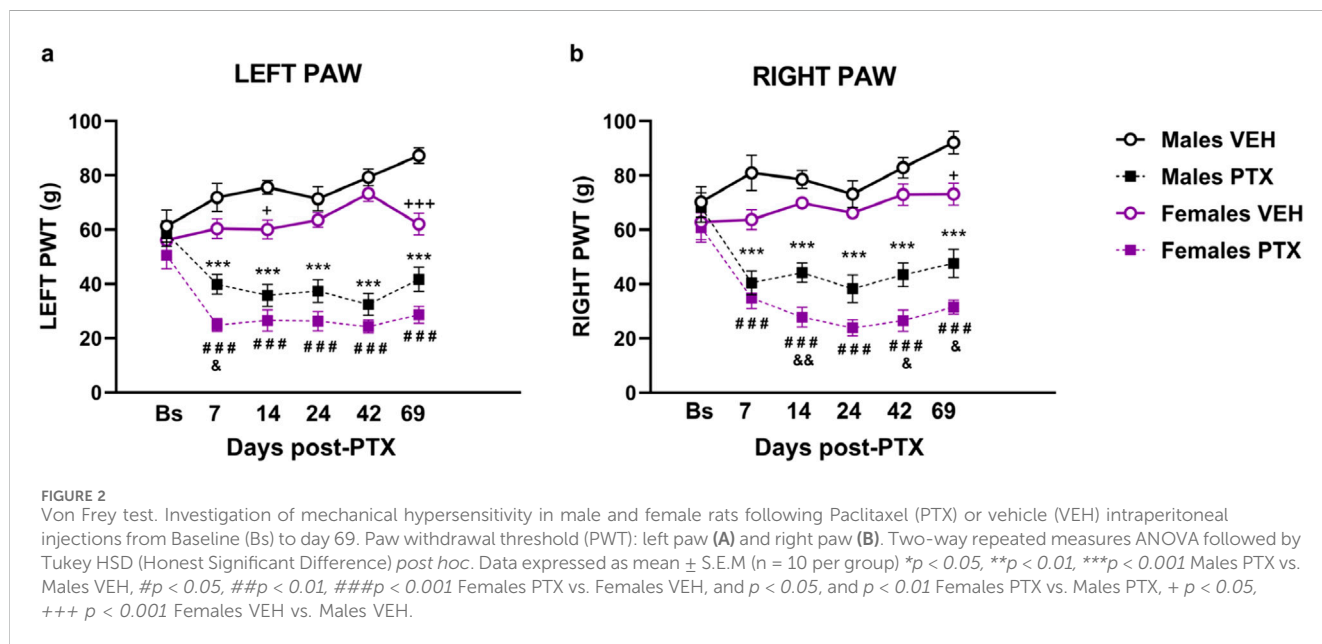 a
LEFT PAW
LEFT PWT (g)
100
80
60
40
20
0
+
+++
*** *** *** *** ***
### ### ### ### ###
&
Bs 7 14 24 42 69
Days post-PTX
b
RIGHT PAW
RIGHT PWT (g)
100
80
60
40
20
0
+
*** *** *** *** ***
### ### ### ### ###
&& & &
Bs 7 14 24 42 69
Days post-PTX
Males VEH
Males PTX
Females VEH
Females PTX
FIGURE 2
Von Frey test. Investigation of mechanical hypersensitivity in male and female rats following Paclitaxel (PTX) or vehicle (VEH) intraperitoneal
injections from Baseline (Bs) to day 69. Paw withdrawal threshold (PWT): left paw (A) and right paw (B). Two-way repeated measures ANOVA followed by
Tukey HSD (Honest Significant Difference) post hoc. Data expressed as mean ± S.E.M (n = 10 per group) *p < 0.05, **p < 0.01, ***p < 0.001 Males PTX vs.
Males VEH, #p < 0.05, ##p < 0.01, ###p < 0.001 Females PTX vs. Females VEH, and p < 0.05, and p < 0.01 Females PTX vs. Males PTX, + p < 0.05,
+++ p < 0.001 Females VEH vs. Males VEH.